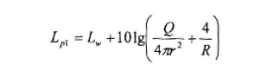 L_{p1} = L_w + 10lg(Q/4πr² + 4/R)